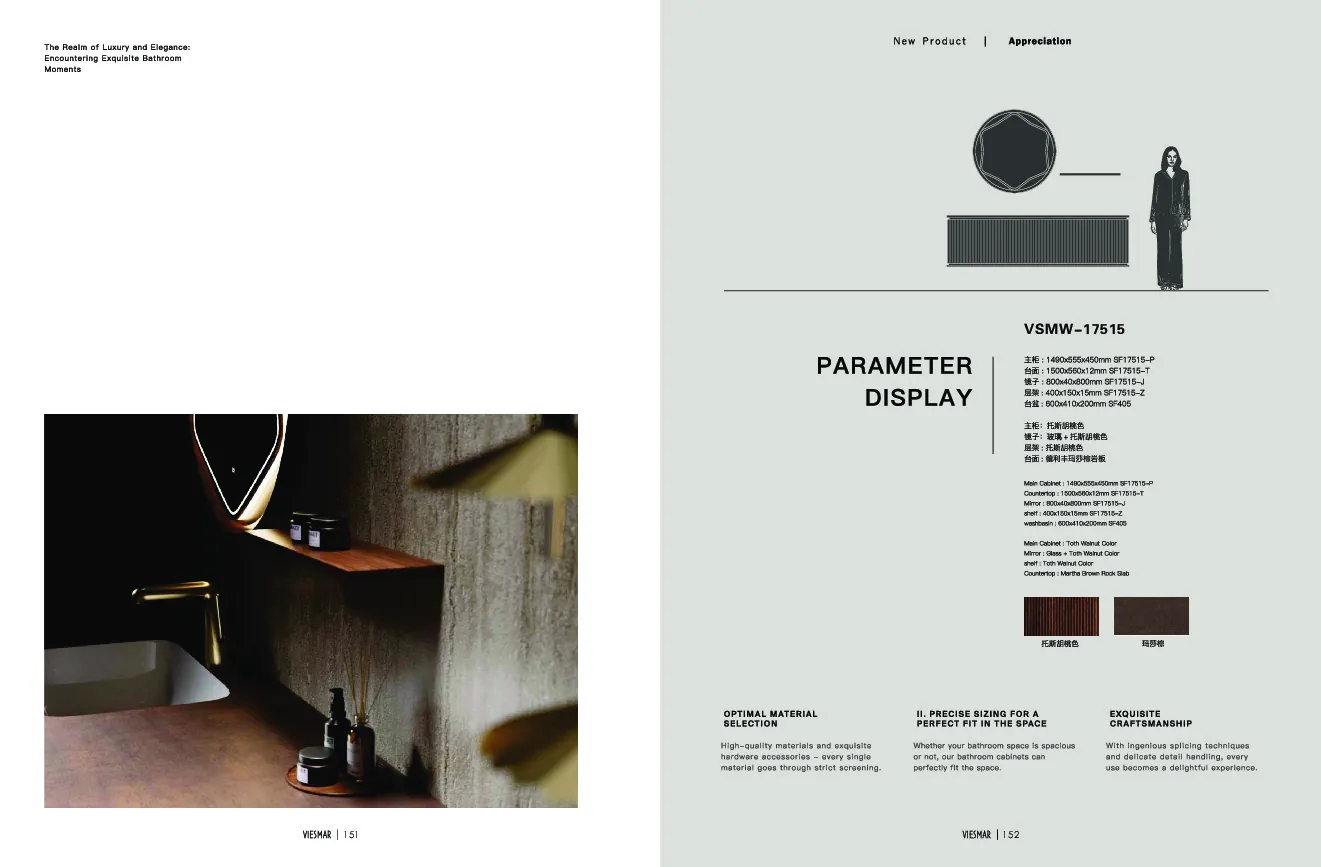 The Realm of Luxury and Elegance:
Encountering Exquisite Bathroom
Moments
VIESMAR | 151
New Product | Appreciation
VSMW-17515
PARAMETER
DISPLAY
主柜 : 1490x555x450mm SF17515-P
台面 : 1500x560x12mm SF17515-T
镜子 : 800x40x800mm SF17515-J
层架 : 400x150x15mm SF17515-Z
台盆 : 600x410x200mm SF405
主柜：托斯胡桃色
镜子：玻璃 + 托斯胡桃色
层架 : 托斯胡桃色
台面 : 德利丰玛莎棕岩板
Main Cabinet : 1490x555x450mm SF17515-P
Countertop : 1500x560x12mm SF17515-T
Mirror : 800x40x800mm SF17515-J
shelf : 400x150x15mm SF17515-Z
washbasin : 600x410x200mm SF405
Main Cabinet : Toth Walnut Color
Mirror : Glass + Toth Walnut Color
shelf : Toth Walnut Color
Countertop : Martha Brown Rock Slab
托斯胡桃色
玛莎棕
OPTIMAL MATERIAL
SELECTION
High-quality materials and exquisite
hardware accessories - every single
material goes through strict screening.
II. PRECISE SIZING FOR A
PERFECT FIT IN THE SPACE
Whether your bathroom space is spacious
or not, our bathroom cabinets can
perfectly fit the space.
EXQUISITE
CRAFTSMANSHIP
With ingenious splicing techniques
and delicate detail handling, every
use becomes a delightful experience.
VIESMAR | 152